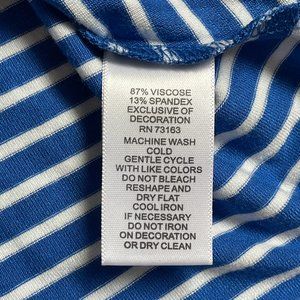 87% VISCOSE
13% SPANDEX
EXCLUSIVE OF
DECORATION
RN 73163
MACHINE WASH
COLD
GENTLE CYCLE
WITH LIKE COLORS
DO NOT BLEACH
RESHAPE AND
DRY FLAT
COOL IRON
IF NECESSARY
DO NOT IRON
ON DECORATION
OR DRY CLEAN